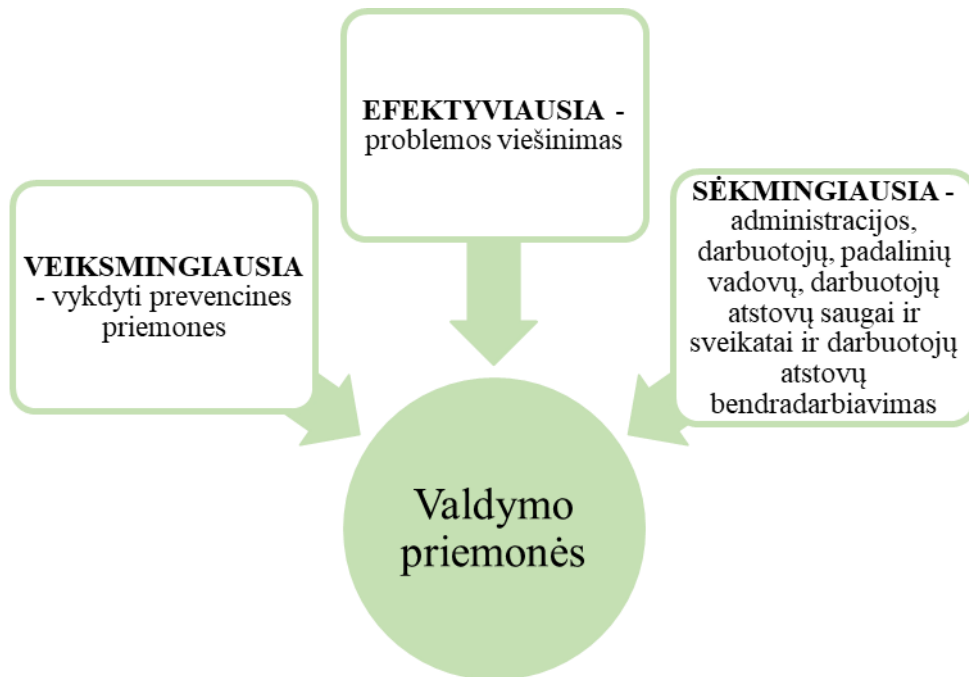 VEIKSMINGIAUSIA
- vykdyti prevencines
priemones
EFEKTYVIAUSIA -
problemos viešinimas
SĖKMINGIAUSIA -
administracijos,
darbuotojų, padalinių
vadovų, darbuotojų
atstovų saugai ir
sveikatai ir darbuotojų
atstovų
bendradarbiavimas
Valdymo
priemonės